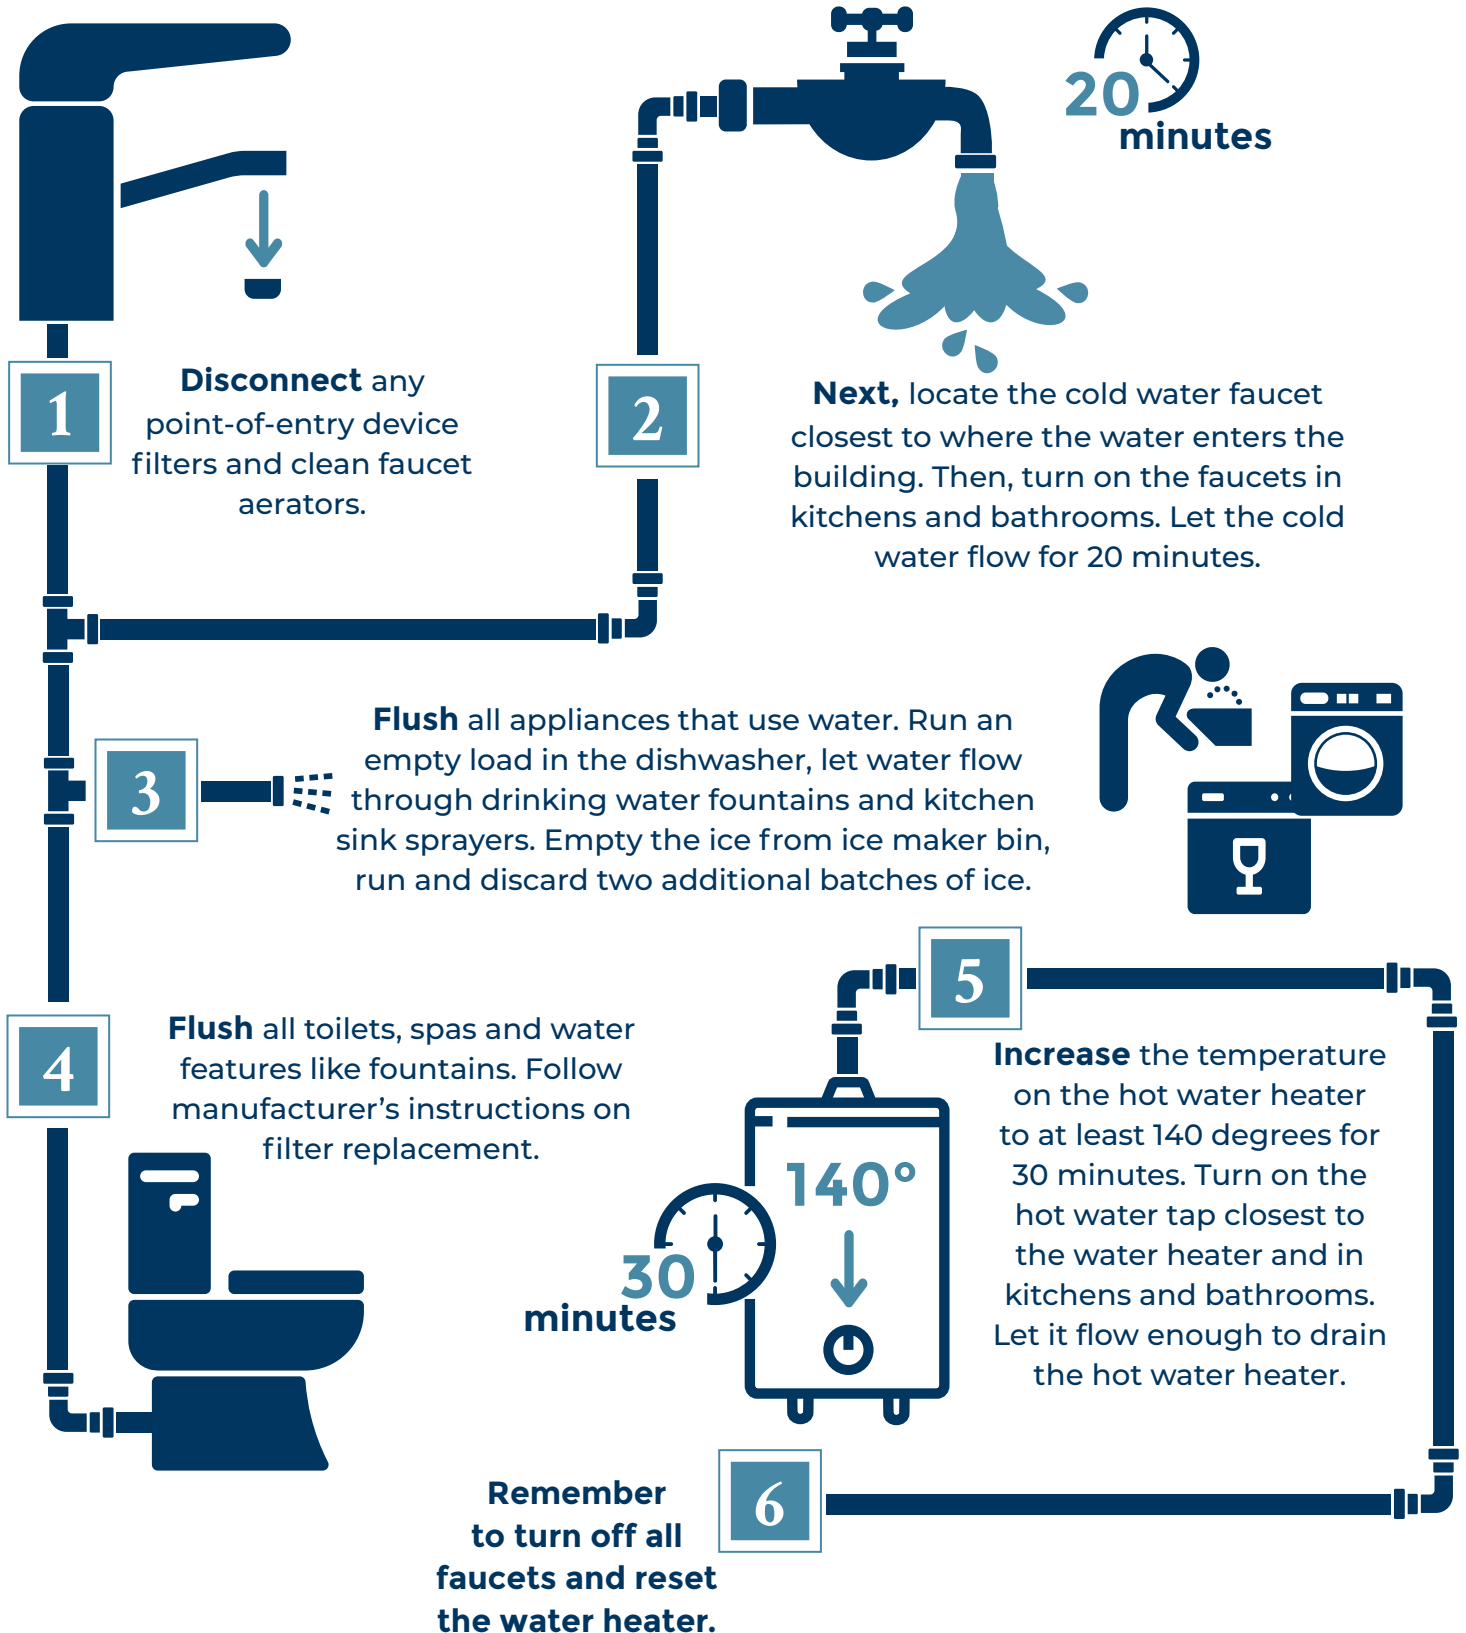 20
minutes
1
Disconnect any
point-of-entry device
filters and clean faucet
aerators.
2
Next, locate the cold water faucet
closest to where the water enters the
building. Then, turn on the faucets in
kitchens and bathrooms. Let the cold
water flow for 20 minutes.
3
Flush all appliances that use water. Run an
empty load in the dishwasher, let water flow
through drinking water fountains and kitchen
sink sprayers. Empty the ice from ice maker bin,
run and discard two additional batches of ice.
4
Flush all toilets, spas and water
features like fountains. Follow
manufacturer’s instructions on
filter replacement.
5
Increase the temperature
on the hot water heater
to at least 140 degrees for
30 minutes. Turn on the
hot water tap closest to
the water heater and in
kitchens and bathrooms.
Let it flow enough to drain
the hot water heater.
140°
30
minutes
6
Remember
to turn off all
faucets and reset
the water heater.